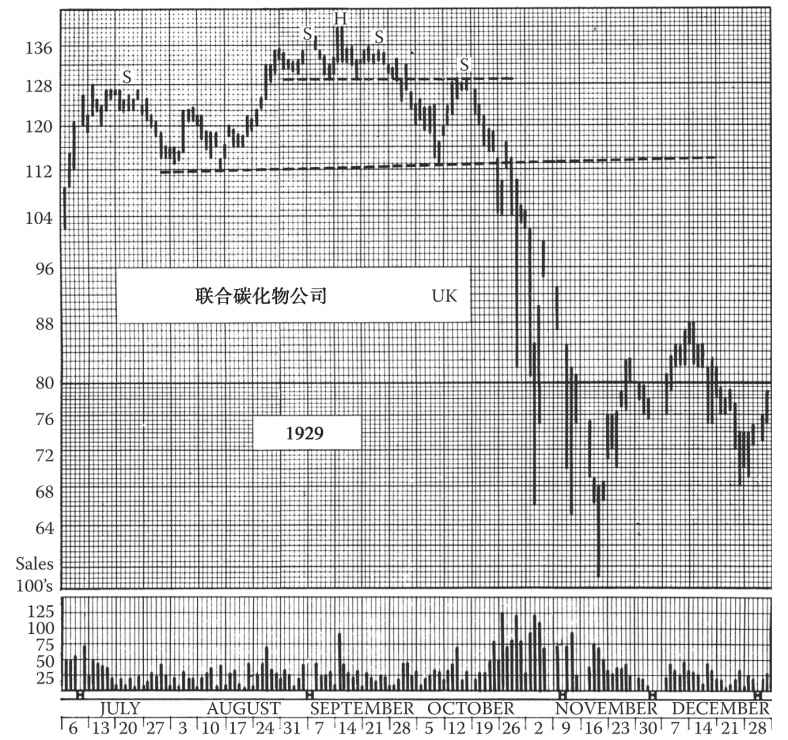 H
S
S
136
S
S
128
120
112
104
96
联合碳化物公司 UK
88
80
76
1929
72
68
64
Sales
100's
125
100
75
50
25
H H H H H
JULY AUGUST SEPTEMBER OCTOBER NOVEMBER DECEMBER
6 13 20 27 3 10 17 24 31 7 14 21 28 5 12 19 26 2 9 16 23 30 7 14 21 28